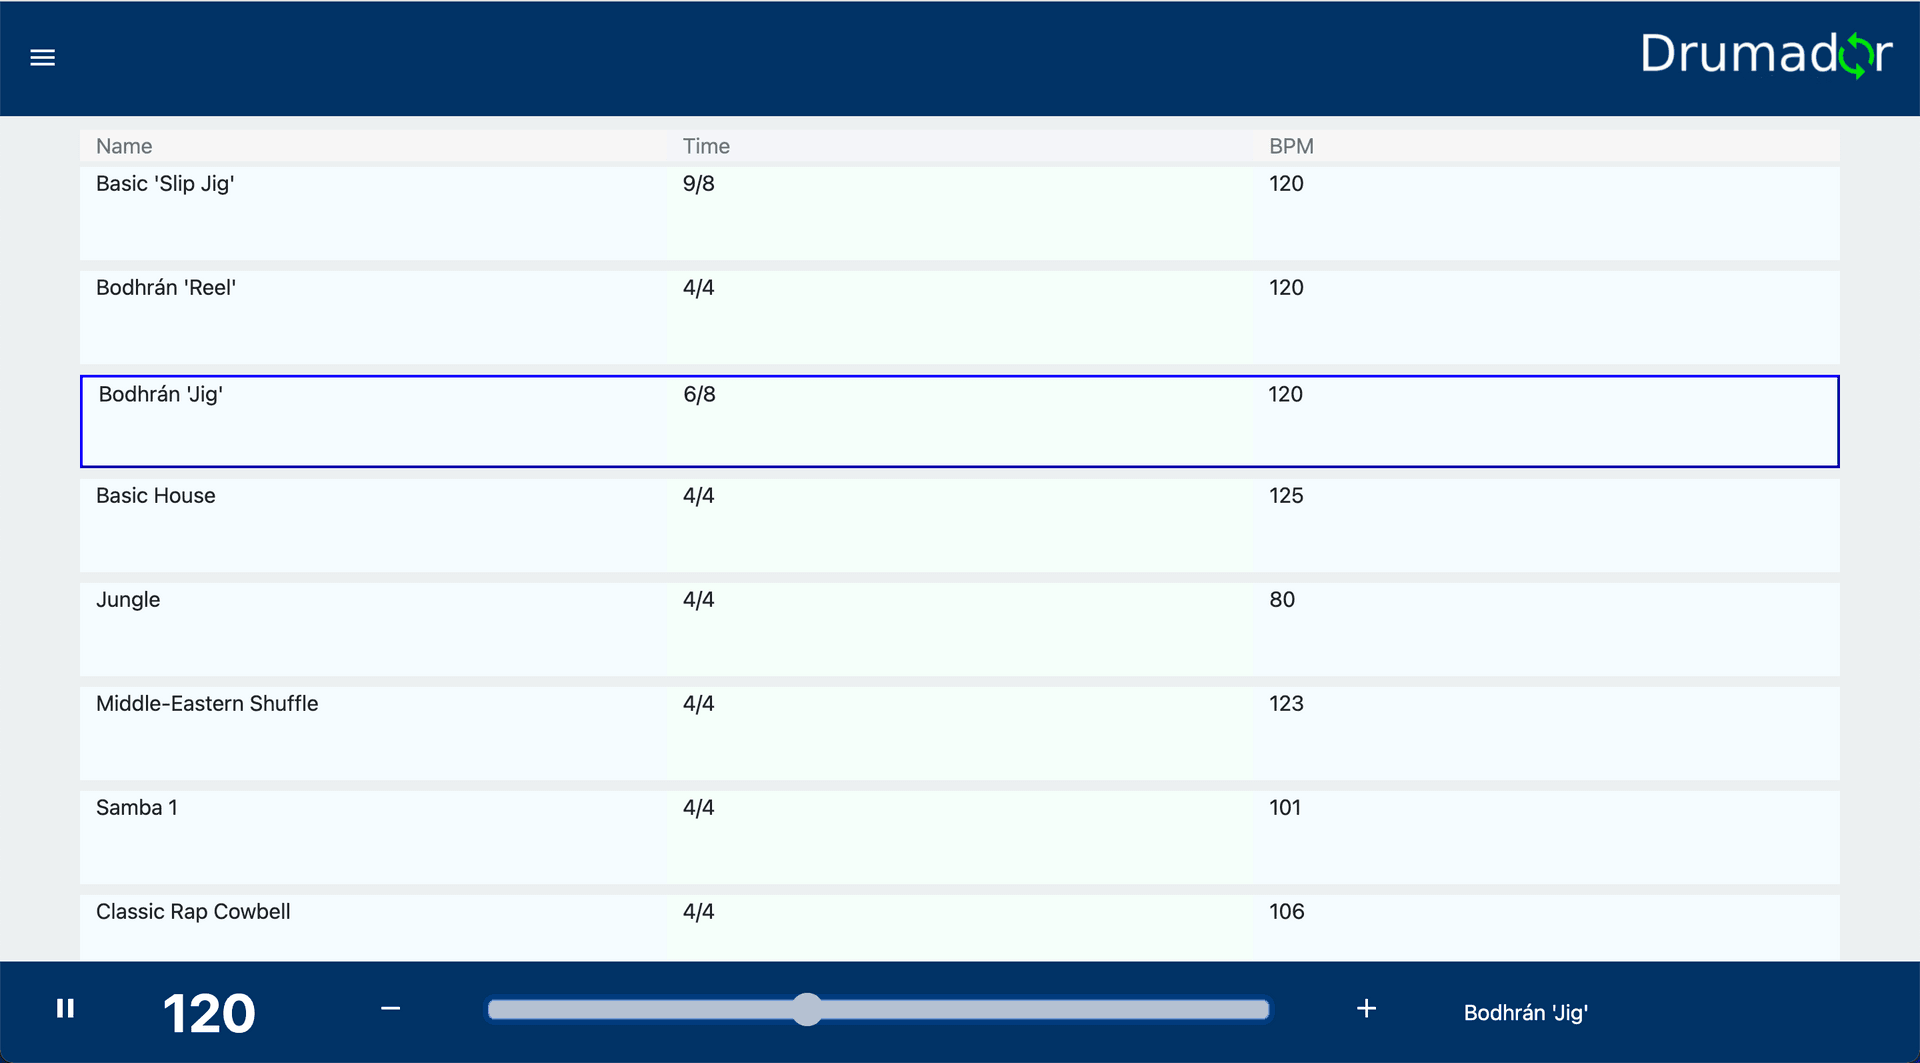 Drumador
Name Time BPM
Basic 'Slip Jig' 9/8 120
Bodhrán 'Reel' 4/4 120
Bodhrán 'Jig' 6/8 120
Basic House 4/4 125
Jungle 4/4 80
Middle-Eastern Shuffle 4/4 123
Samba 1 4/4 101
Classic Rap Cowbell 4/4 106
120 − + Bodhrán 'Jig'